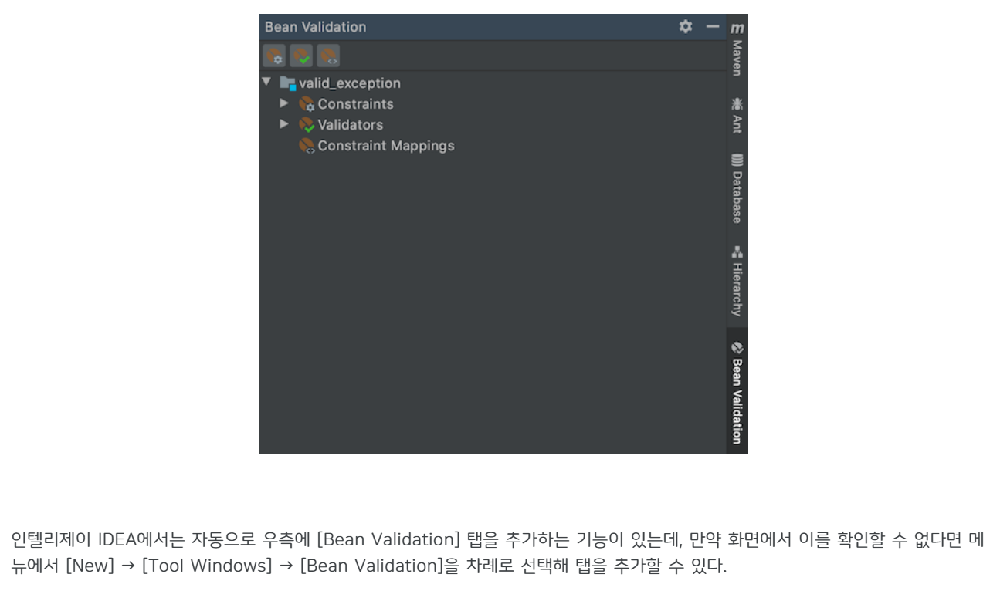 Bean Validation
valid_exception
Constraints
Validators
Constraint Mappings
m Maven
Ant
Database
Hierarchy
Bean Validation
인텔리제이 IDEA에서는 자동으로 우측에 [Bean Validation] 탭을 추가하는 기능이 있는데, 만약 화면에서 이를 확인할 수 없다면 메
뉴에서 [New] → [Tool Windows] → [Bean Validation]을 차례로 선택해 탭을 추가할 수 있다.